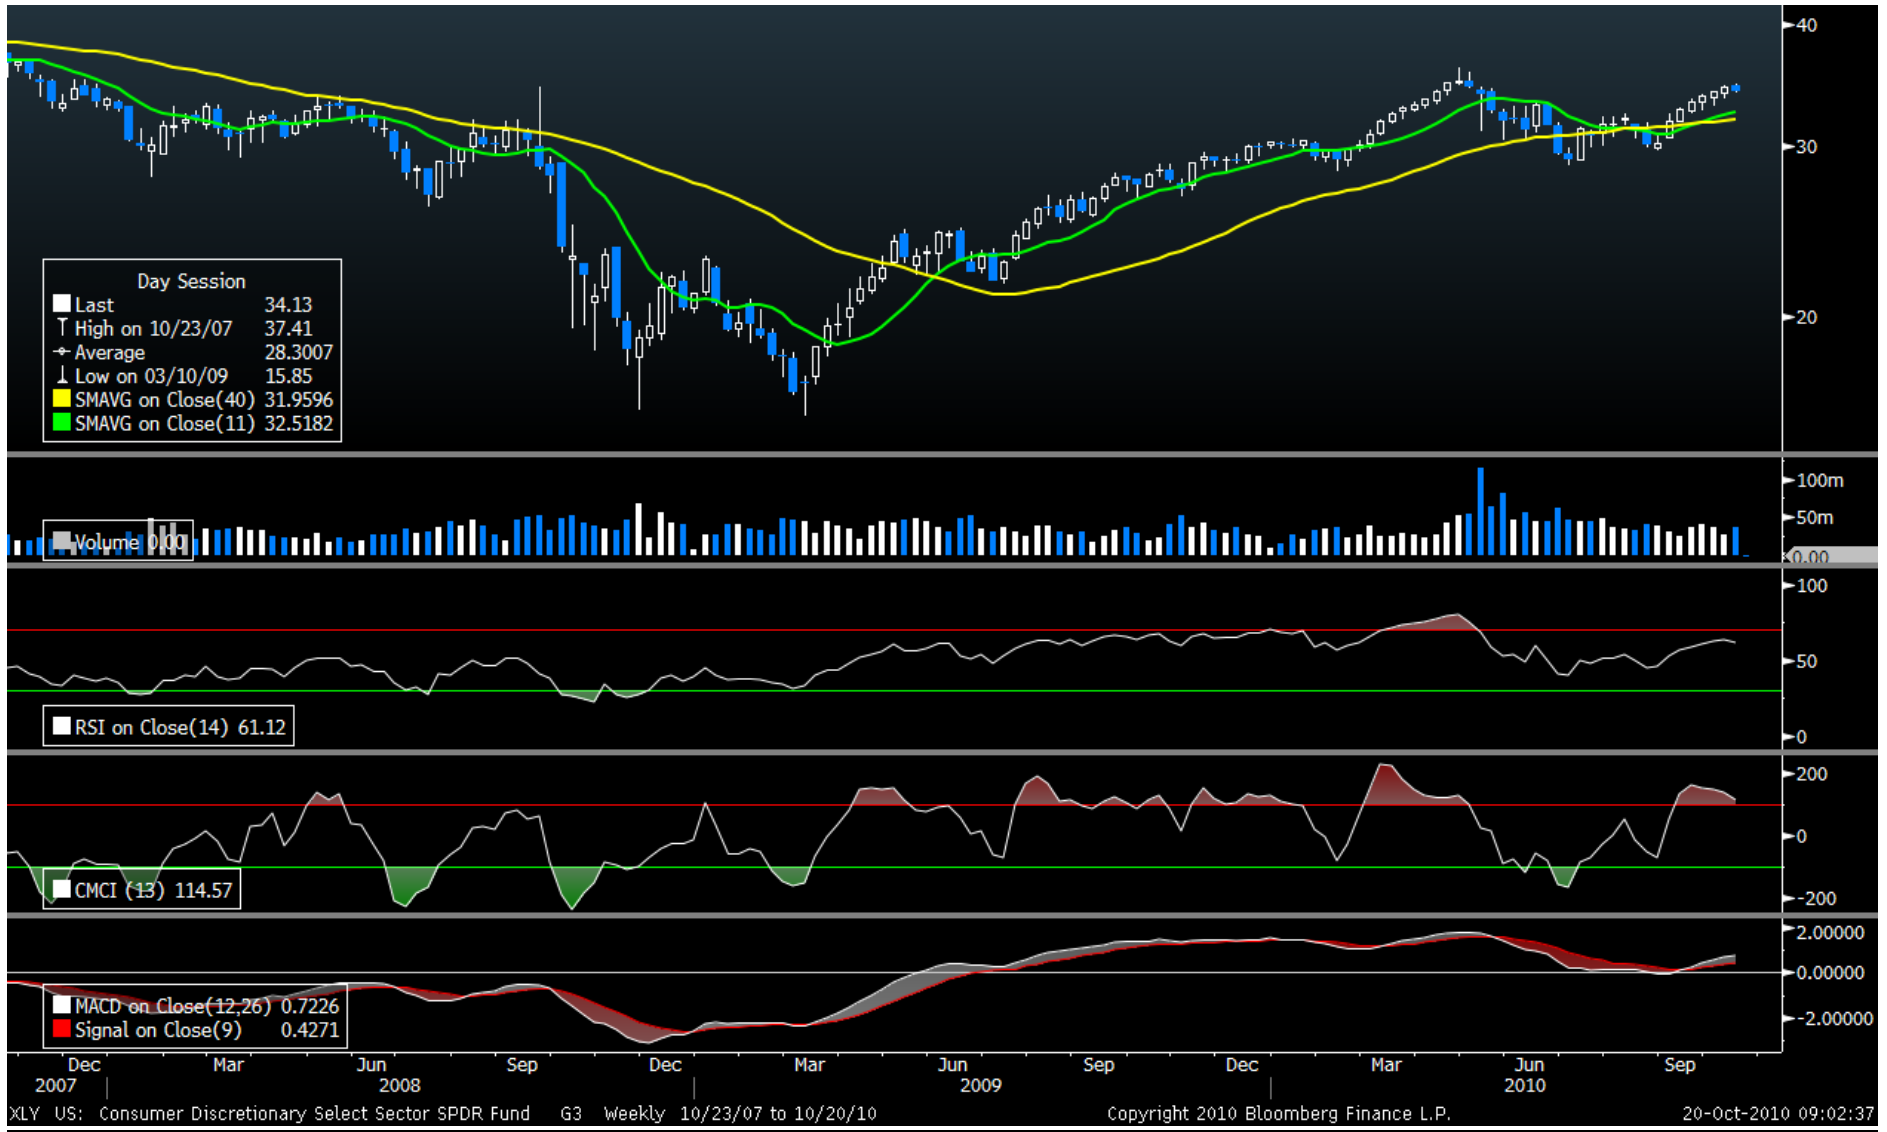 40
30
20
Day Session
Last 34.13
High on 10/23/07 37.41
Average 28.3007
Low on 03/10/09 15.85
SMAVG on Close(40) 31.9596
SMAVG on Close(11) 32.5182
100m
50m
0.00
Volume 0.00
100
50
0
RSI on Close(14) 61.12
200
0
-200
CMCI (13) 114.57
2.00000
0.00000
-2.00000
MACD on Close(12,26) 0.7226
Signal on Close(9) 0.4271
Dec Mar Jun Sep Dec Mar Jun Sep Dec Mar Jun Sep
2007 2008 2009 2010
XLY US: Consumer Discretionary Select Sector SPDR Fund G3 Weekly 10/23/07 to 10/20/10 Copyright 2010 Bloomberg Finance L.P. 20-Oct-2010 09:02:37